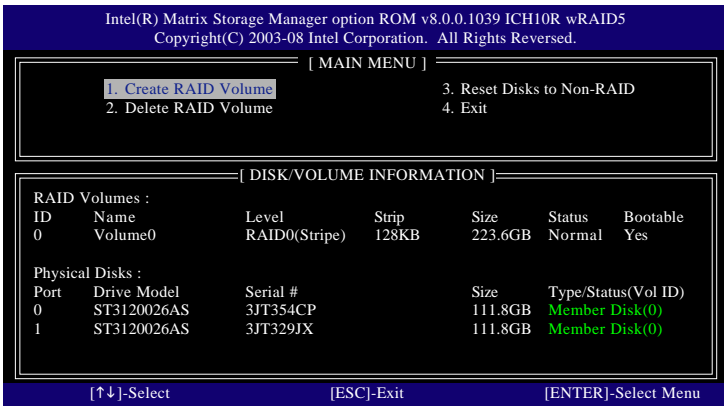 Intel(R) Matrix Storage Manager option ROM v8.0.0.1039 ICH10R wRAID5
Copyright(C) 2003-08 Intel Corporation. All Rights Reversed.
[ MAIN MENU ]
1. Create RAID Volume 3. Reset Disks to Non-RAID
2. Delete RAID Volume 4. Exit
[ DISK/VOLUME INFORMATION ]
RAID Volumes :
ID Name Level Strip Size Status Bootable
0 Volume0 RAID0(Stripe) 128KB 223.6GB Normal Yes
Physical Disks :
Port Drive Model Serial # Size Type/Status(Vol ID)
0 ST3120026AS 3JT354CP 111.8GB Member Disk(0)
1 ST3120026AS 3JT329JX 111.8GB Member Disk(0)
[↑↓]-Select [ESC]-Exit [ENTER]-Select Menu